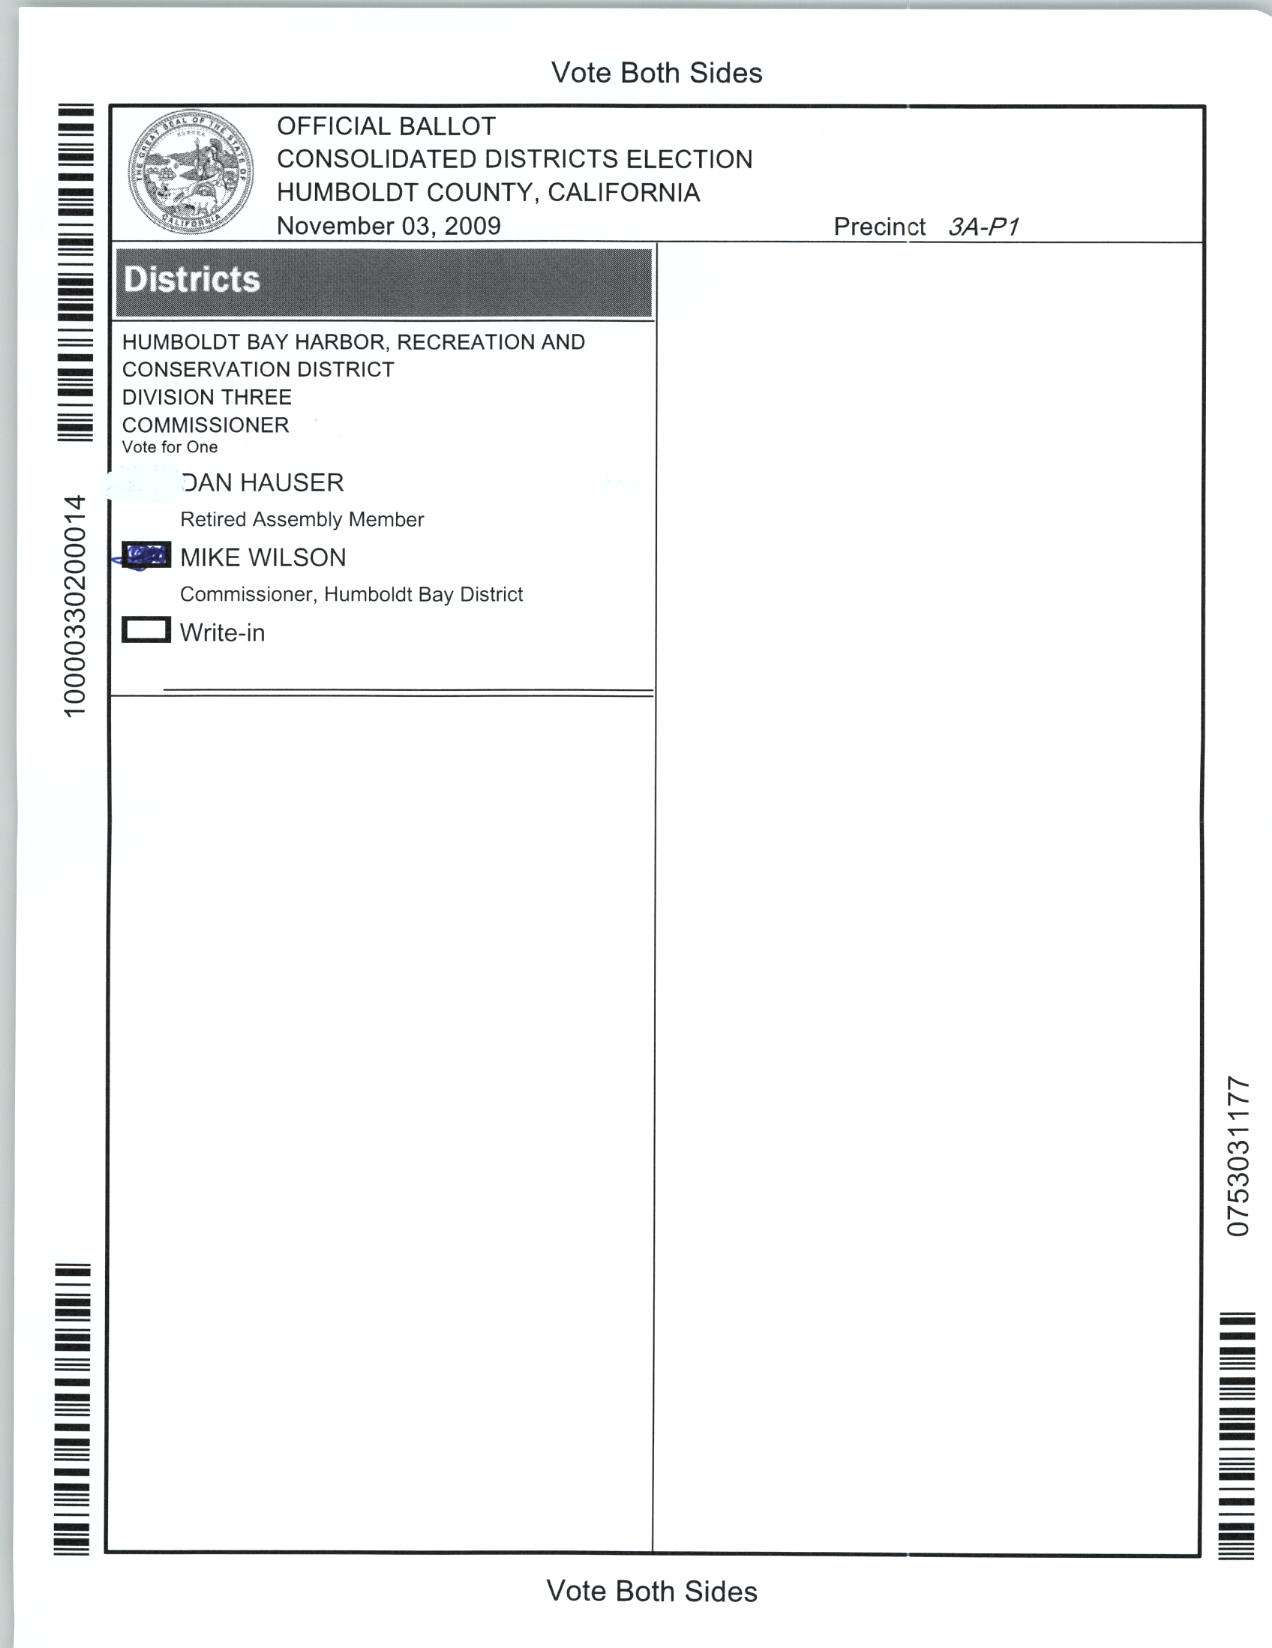 Vote Both Sides
THE GREAT SEAL OF THE STATE OF CALIFORNIA
EUREKA
OFFICIAL BALLOT
CONSOLIDATED DISTRICTS ELECTION
HUMBOLDT COUNTY, CALIFORNIA
November 03, 2009
Precinct 3A-P1
Districts
HUMBOLDT BAY HARBOR, RECREATION AND
CONSERVATION DISTRICT
DIVISION THREE
COMMISSIONER
Vote for One
DAN HAUSER
Retired Assembly Member
MIKE WILSON
Commissioner, Humboldt Bay District
Write-in
10000330200014
0753031177
Vote Both Sides